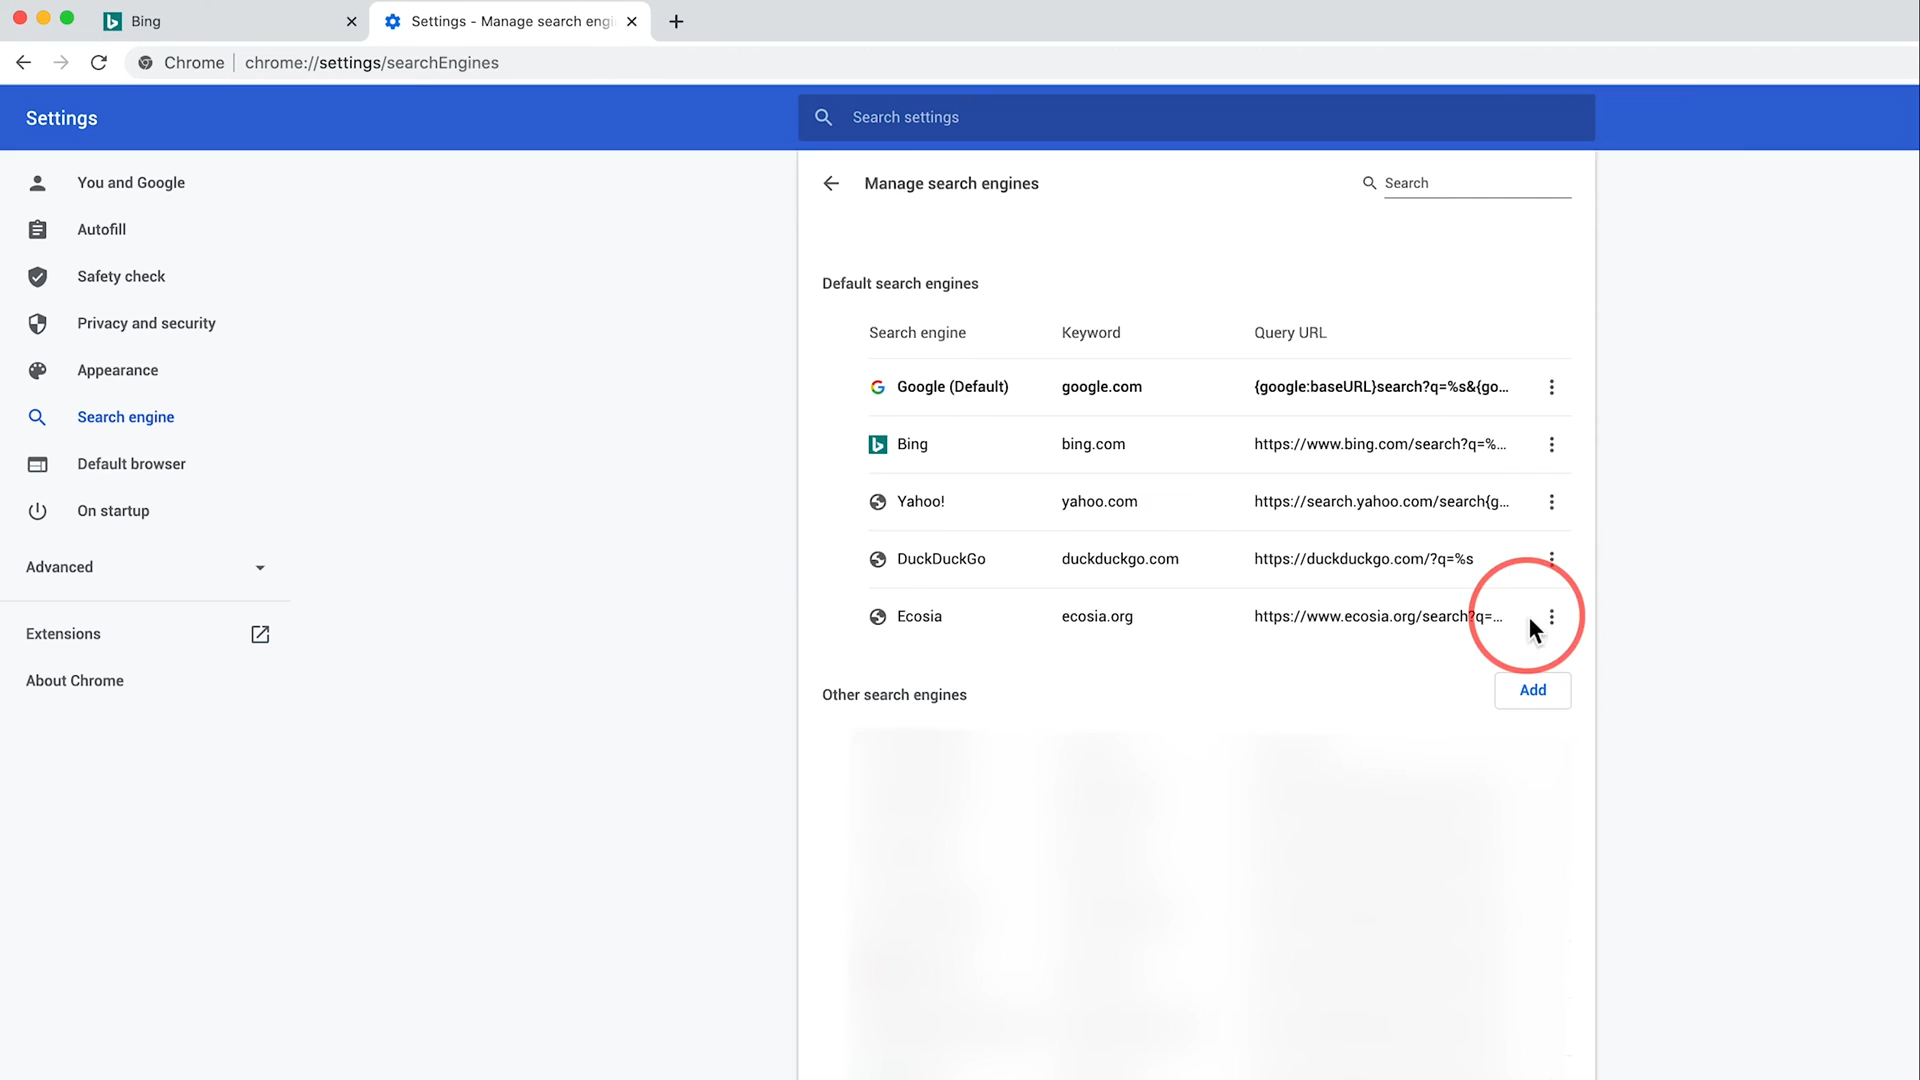 Bing
Settings - Manage search engi
Chrome
chrome://settings/searchEngines
Settings
Search settings
You and Google
Autofill
Safety check
Privacy and security
Appearance
Search engine
Default browser
On startup
Advanced
Extensions
About Chrome
Manage search engines
Search
Default search engines
Search engine Keyword Query URL
Google (Default) google.com {google:baseURL}search?q=%s&{go...
Bing bing.com https://www.bing.com/search?q=%...
Yahoo! yahoo.com https://search.yahoo.com/search{g...
DuckDuckGo duckduckgo.com https://duckduckgo.com/?q=%s
Ecosia ecosia.org https://www.ecosia.org/search?q=...
Other search engines
Add